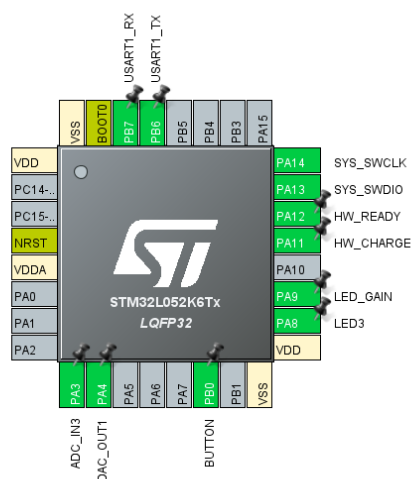 USART1_RX
USART1_TX
VSS
BOOT0
PB7
PB6
PB5
PB4
PB3
PA15
VDD
PC14-..
PC15-..
NRST
VDDA
PA0
PA1
PA2
PA14 SYS_SWCLK
PA13 SYS_SWDIO
PA12 HW_READY
PA11 HW_CHARGE
PA10
PA9 LED_GAIN
PA8 LED3
VDD
ST
STM32L052K6Tx
LQFP32
PA3
PA4
PA5
PA6
PA7
PB0
PB1
VSS
ADC_IN3
DAC_OUT1
BUTTON